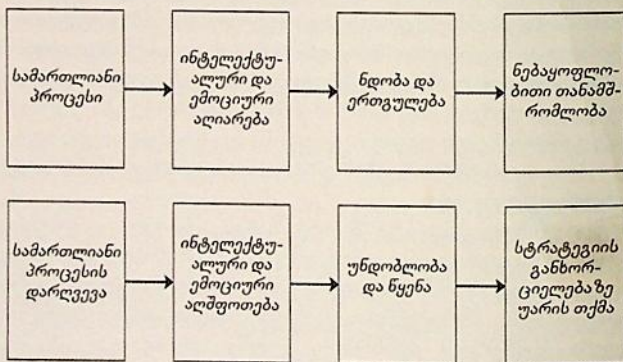 სამართლიანი
პროცესი
ინტელექტუ-
ალური და
ემოციური
აღიარება
ნდობა და
ერთგულება
ნებაყოფლო-
ბითი თანამშ-
რომლობა
სამართლიანი
პროცესის
დარღვევა
ინტელექტუ-
ალური და
ემოციური
აღშფოთება
უნდობლობა
და წყენა
სტრატეგიის
განხორ-
ციელებაზე
უარის თქმა